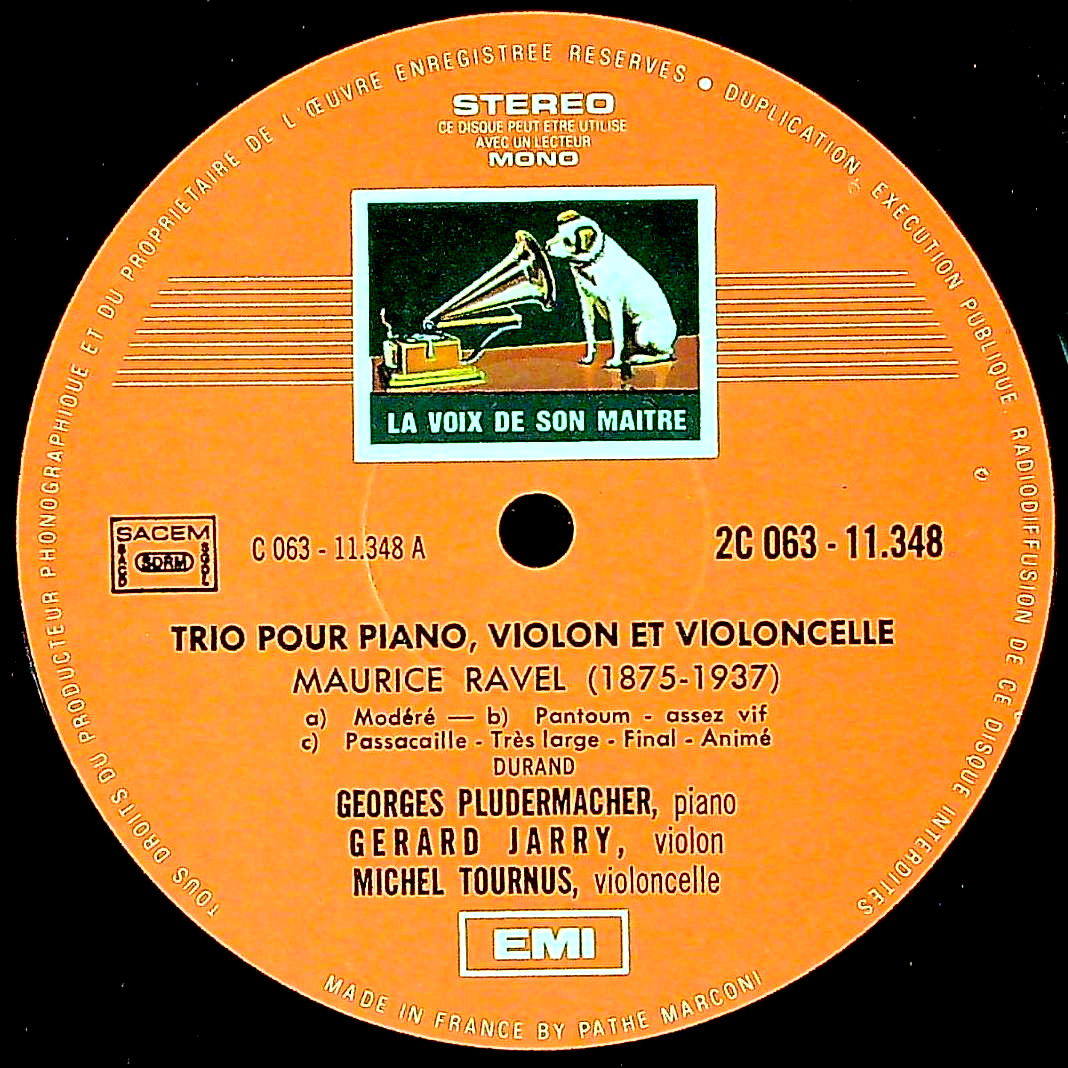 TOUS DROITS DU PRODUCTEUR PHONOGRAPHIQUE ET DU PROPRIETAIRE DE L'ŒUVRE ENREGISTREE RESERVES • DUPLICATION, EXECUTION PUBLIQUE, RADIODIFFUSION DE CE DISQUE INTERDITES
STEREO
CE DISQUE PEUT ETRE UTILISE
AVEC UN LECTEUR
MONO
LA VOIX DE SON MAITRE
SACEM
SDRM
C 063 - 11.348 A
2C 063 - 11.348
TRIO POUR PIANO, VIOLON ET VIOLONCELLE
MAURICE RAVEL (1875-1937)
a) Modéré — b) Pantoum - assez vif
c) Passacaille - Très large - Final - Animé
DURAND
GEORGES PLUDERMACHER, piano
GERARD JARRY, violon
MICHEL TOURNUS, violoncelle
EMI
MADE IN FRANCE BY PATHE MARCONI